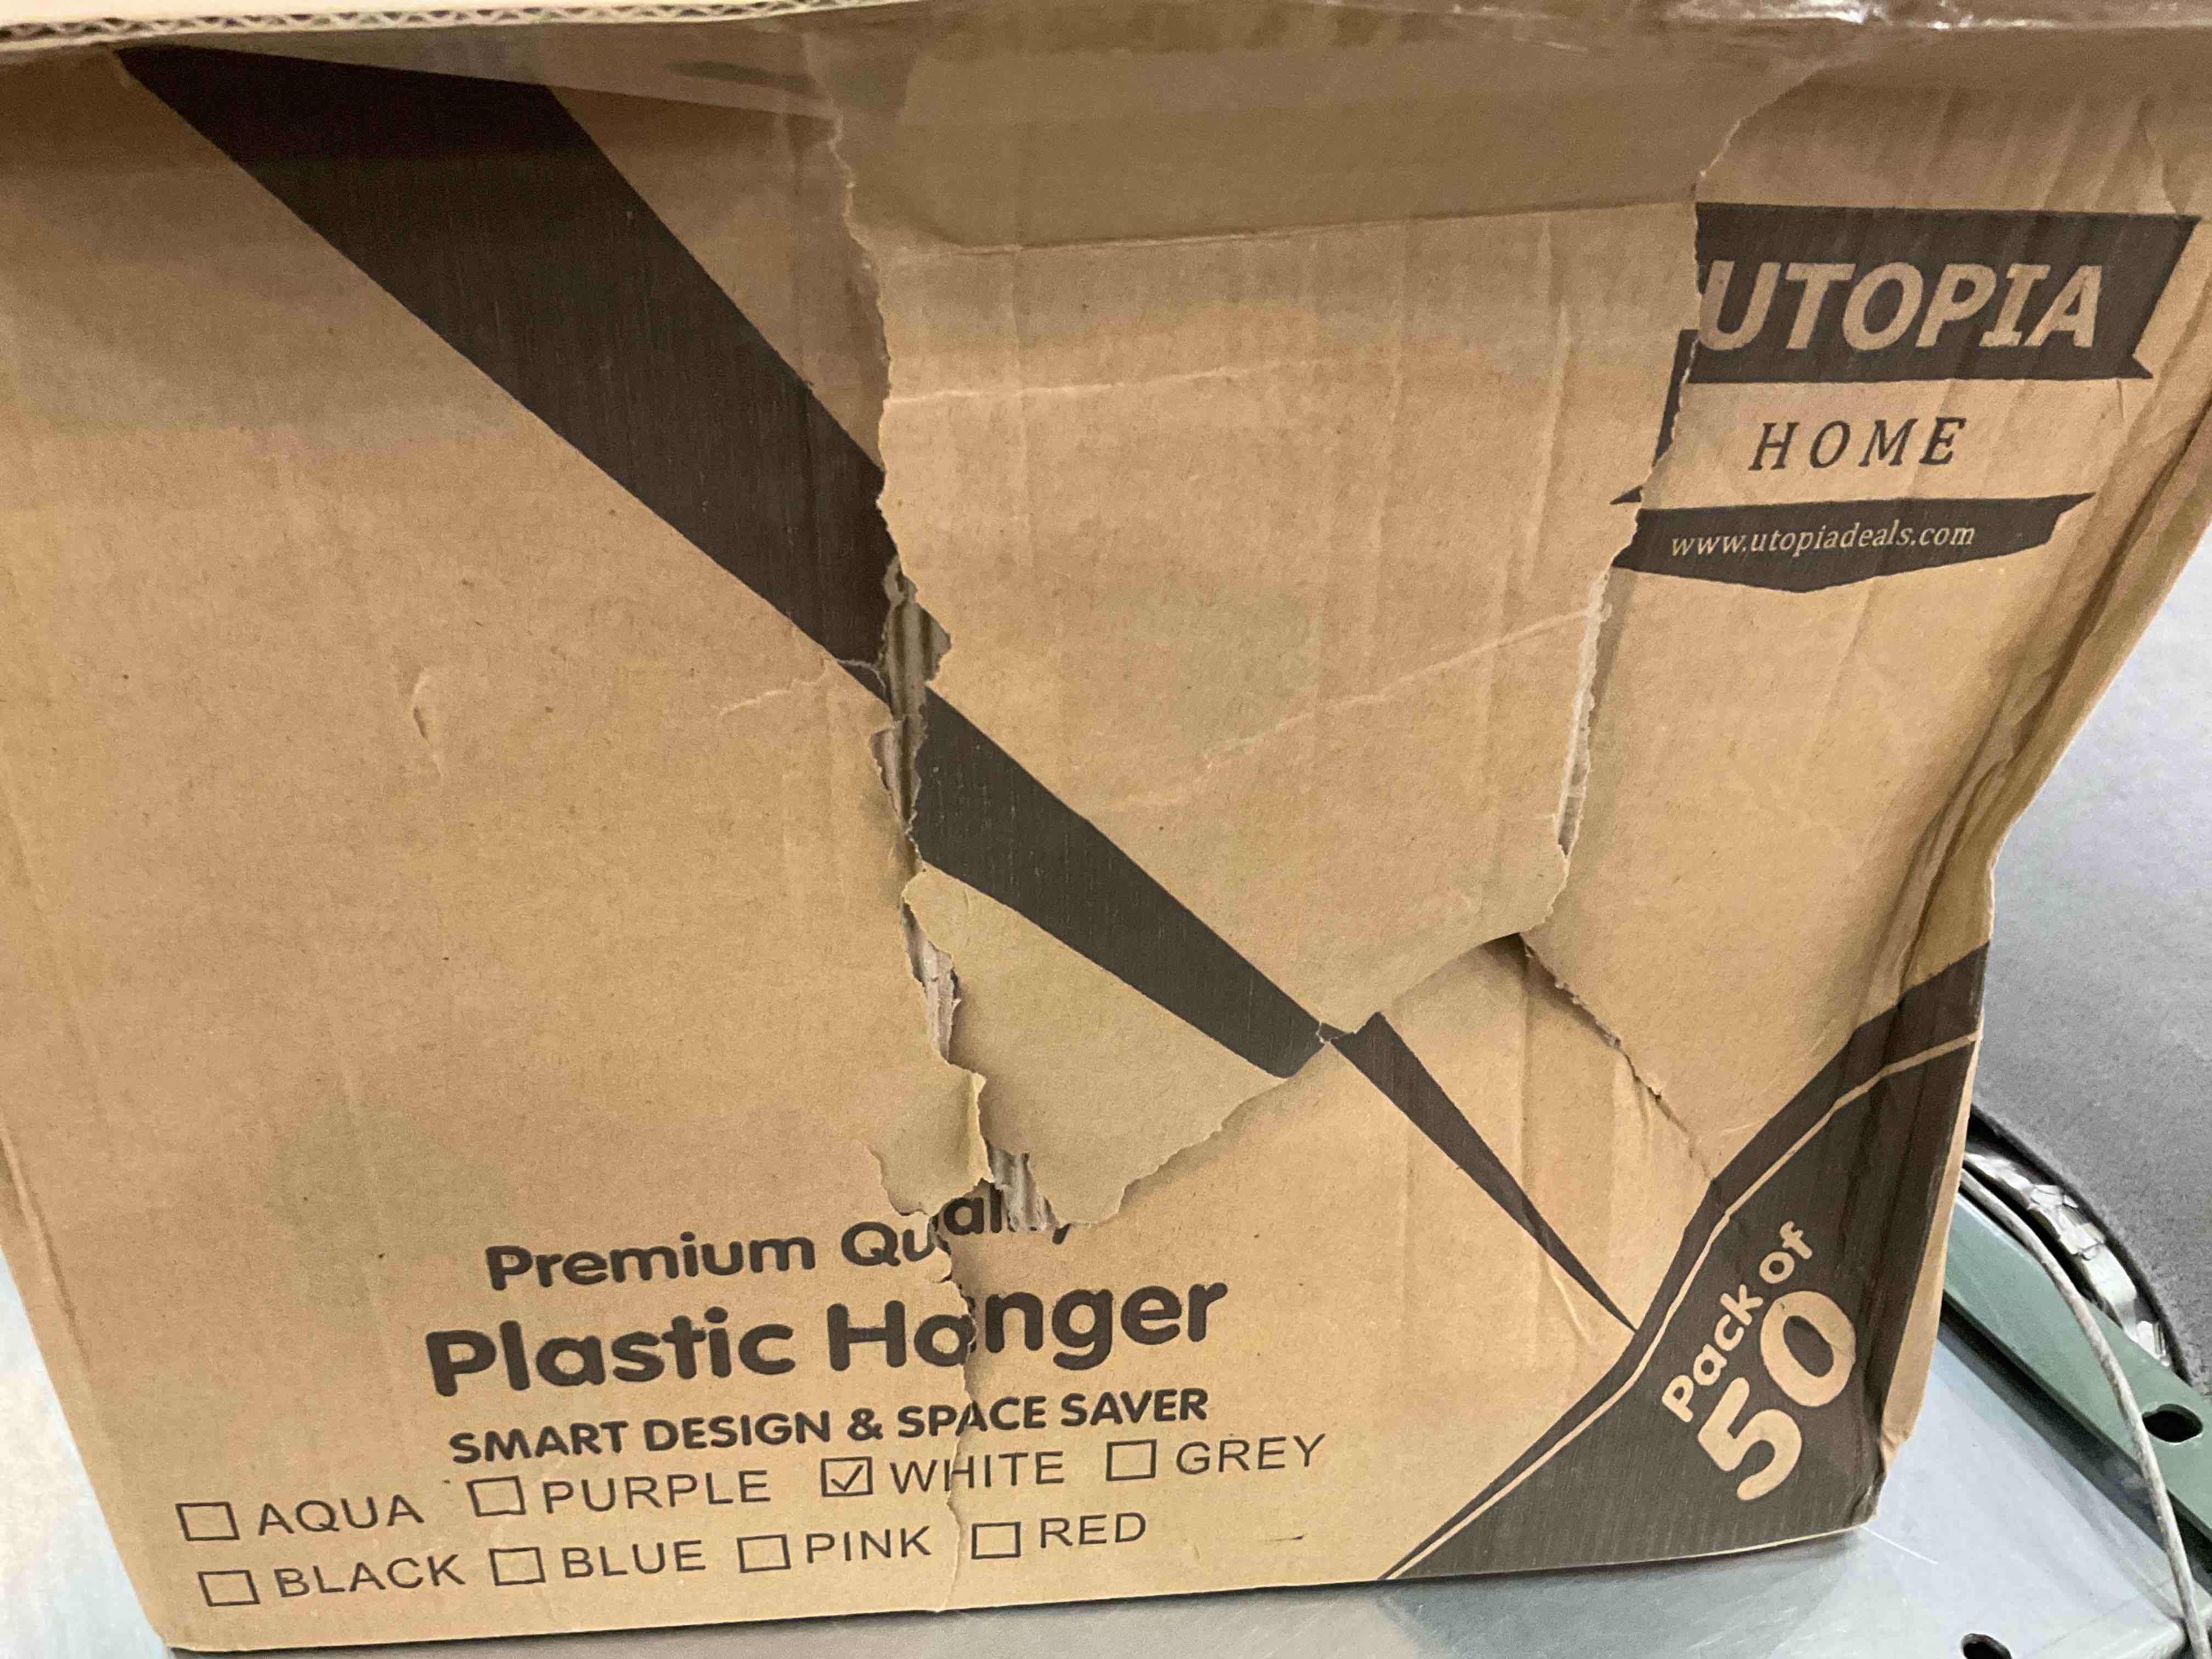 UTOPIA
HOME
www.utopiadeals.com
Premium Quality
Plastic Hanger
SMART DESIGN & SPACE SAVER
AQUA PURPLE WHITE GREY
BLACK BLUE PINK RED
Pack of
50